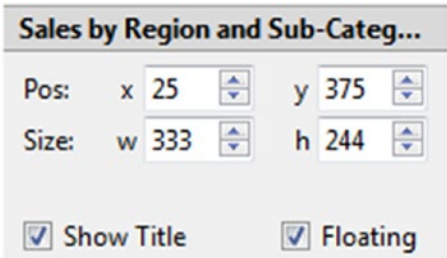 Sales by Region and Sub-Categ...
Pos: x 25 y 375
Size: w 333 h 244
Show Title Floating